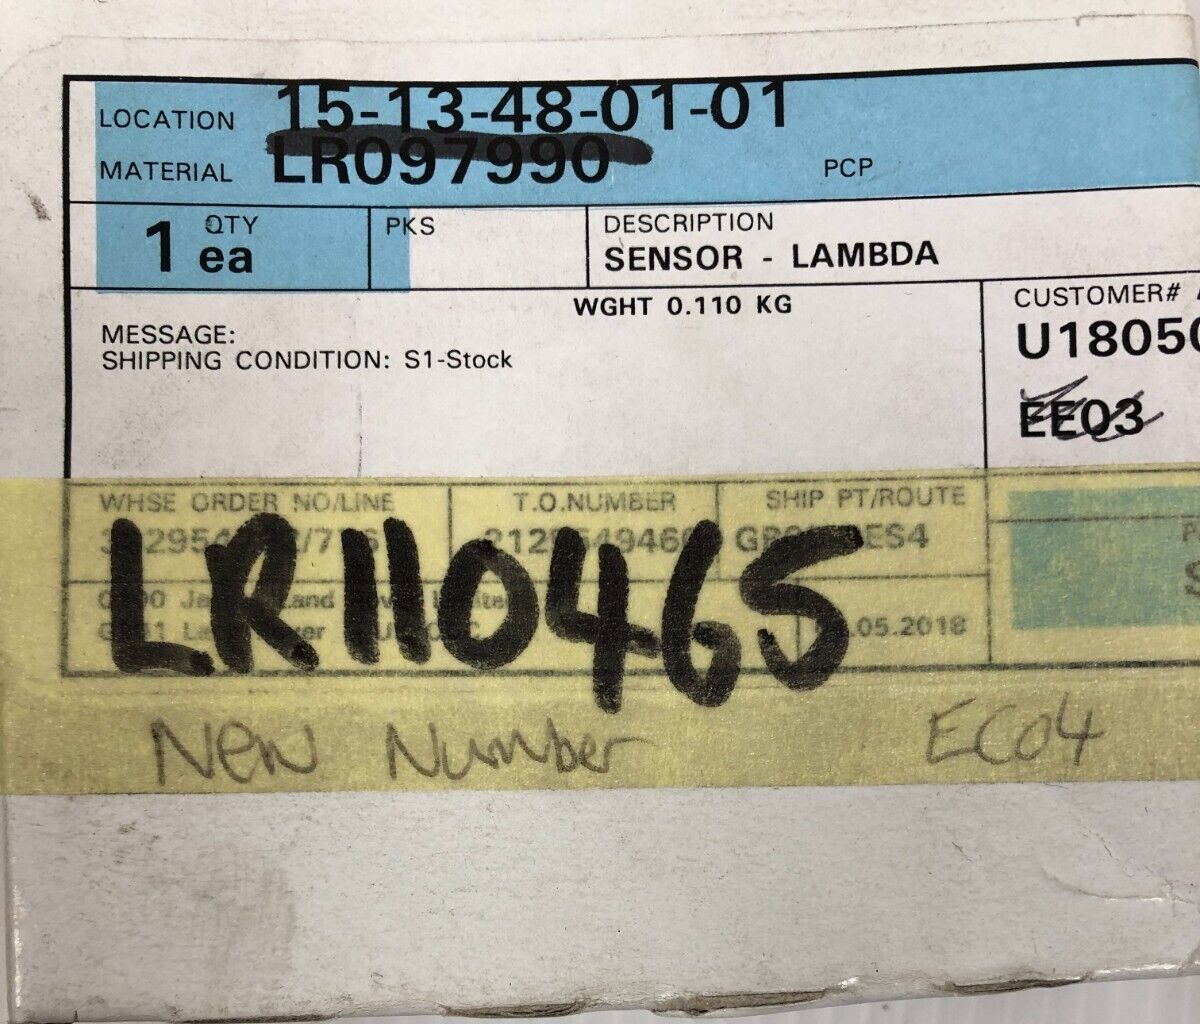 LOCATION 15-13-48-01-01
MATERIAL LR097990 PCP
1 QTY ea PKS DESCRIPTION
SENSOR - LAMBDA
WGHT 0.110 KG
CUSTOMER#
MESSAGE:
SHIPPING CONDITION: S1-Stock
U1805
EE03
WHSE ORDER NO/LINE T.O.NUMBER SHIP PT/ROUTE
LR110465
.05.2018
New Number EC04